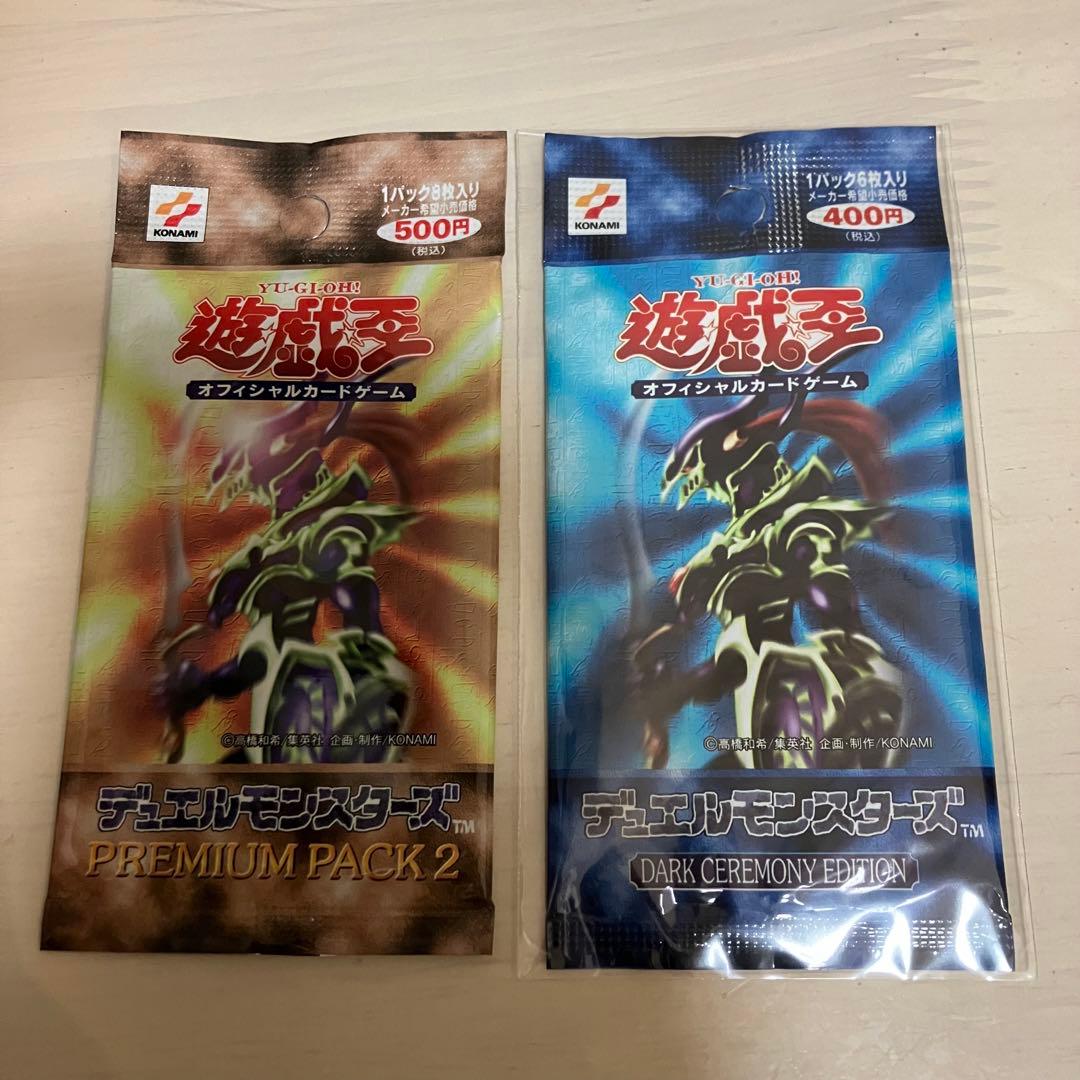 KONAMI
1パック8枚入り
メーカー希望小売価格
500円
(税込)
YU-GI-OH!
遊戯王
オフィシャルカードゲーム
©高橋和希/集英社 企画・制作/KONAMI
デュエルモンスターズ™
PREMIUM PACK 2
KONAMI
1パック6枚入り
メーカー希望小売価格
400円
(税込)
YU-GI-OH!
遊戯王
オフィシャルカードゲーム
©高橋和希/集英社 企画・制作/KONAMI
デュエルモンスターズ™
DARK CEREMONY EDITION